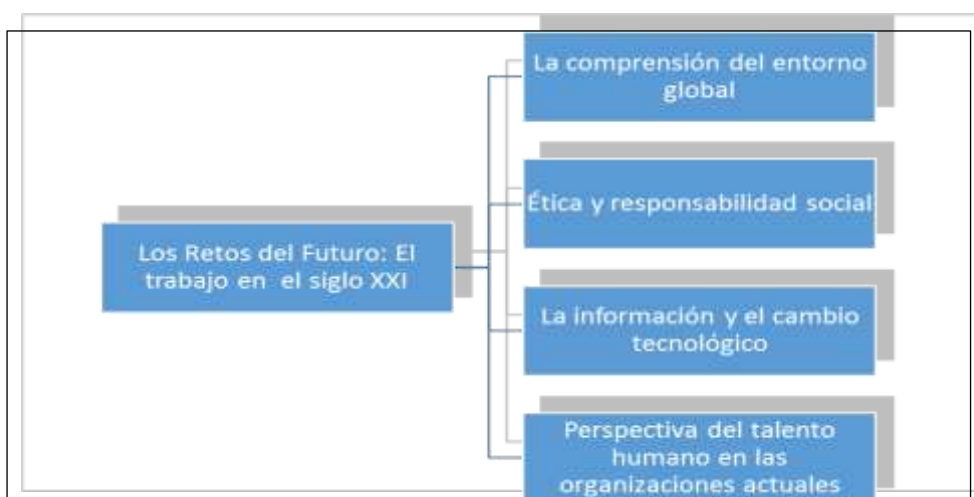 La comprensión del entorno
global
Ética y responsabilidad social
Los Retos del Futuro: El
trabajo en el siglo XXI
La información y el cambio
tecnológico
Perspectiva del talento
humano en las
organizaciones actuales